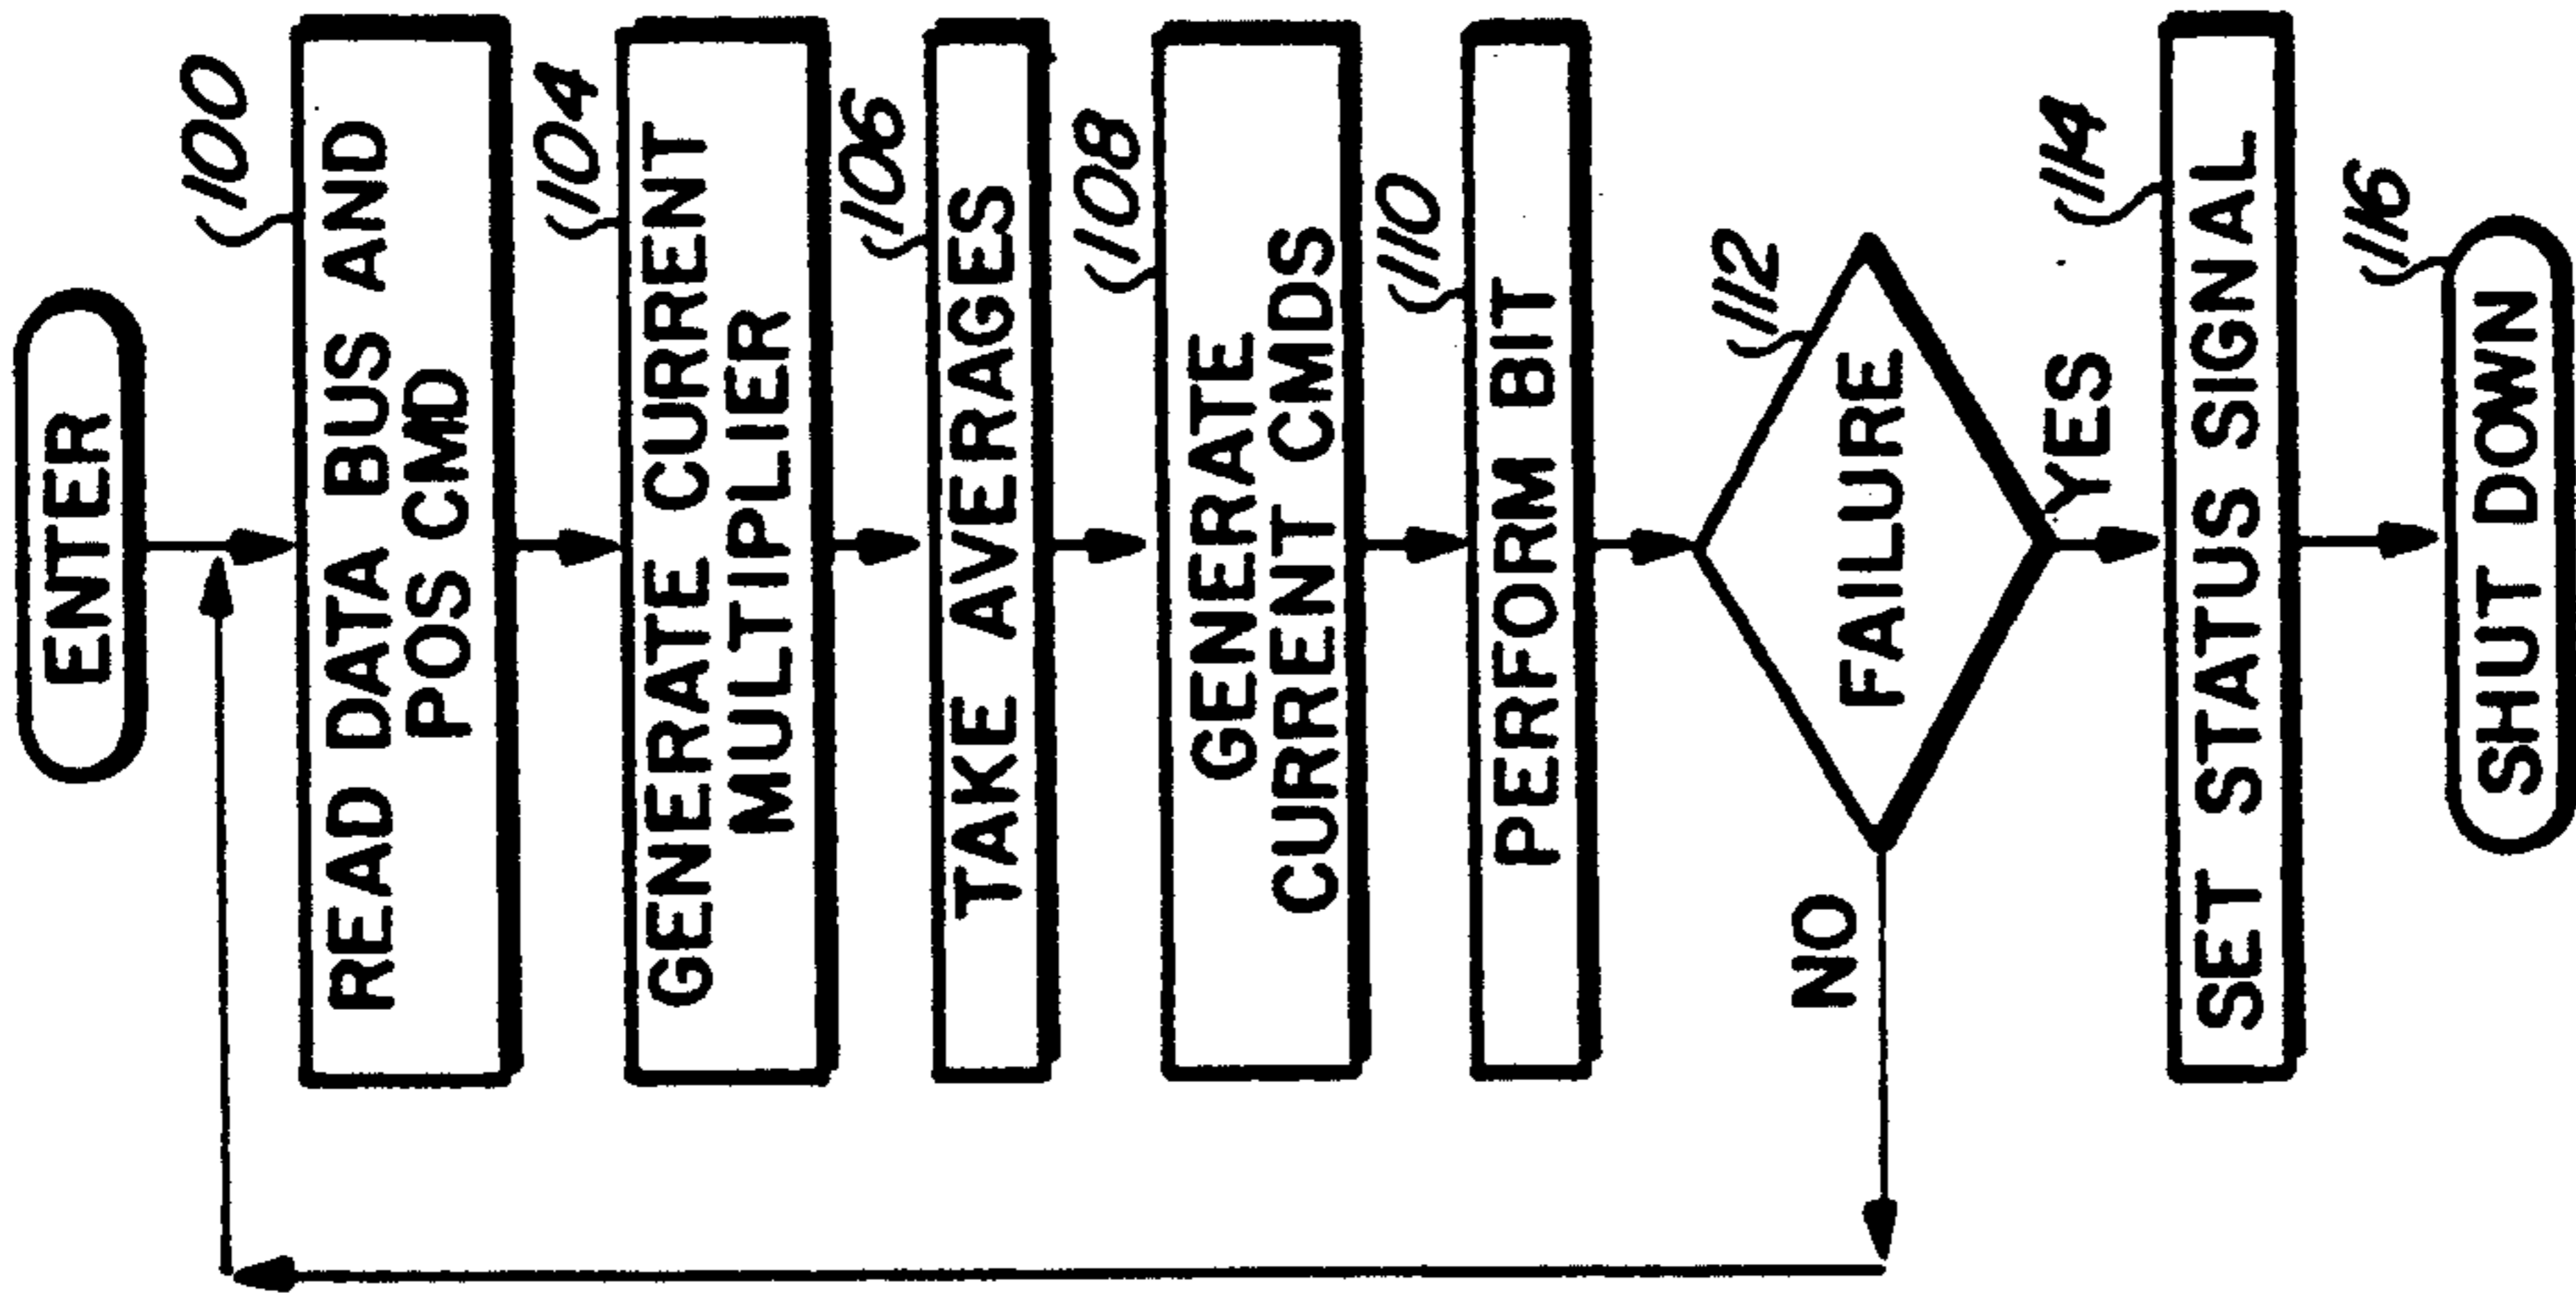 ENTER
100
READ DATA BUS AND
POS CMD
104
GENERATE CURRENT
MULTIPLIER
106
TAKE AVERAGES
108
GENERATE
CURRENT CMDS
110
PERFORM BIT
112
FAILURE
NO
YES
114
SET STATUS SIGNAL
116
SHUT DOWN